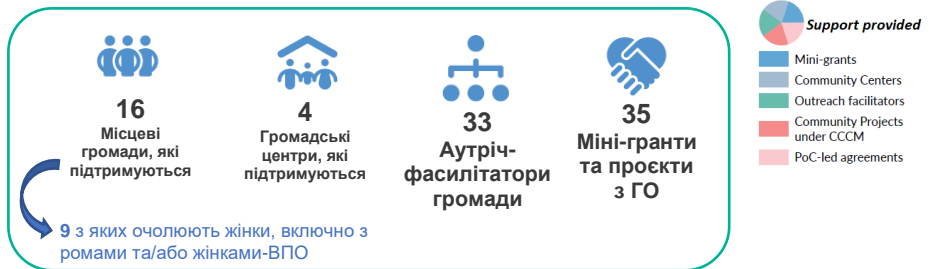 16
Місцеві
громади, які
підтримуються
4
Громадські
центри, які
підтримуються
33
Аутріч-
фасилітатори
громади
35
Міні-гранти
та проєкти
з ГО
9 з яких очолюють жінки, включно з
ромами та/або жінками-ВПО
Support provided
Mini-grants
Community Centers
Outreach facilitators
Community Projects
under CCCM
PoC-led agreements